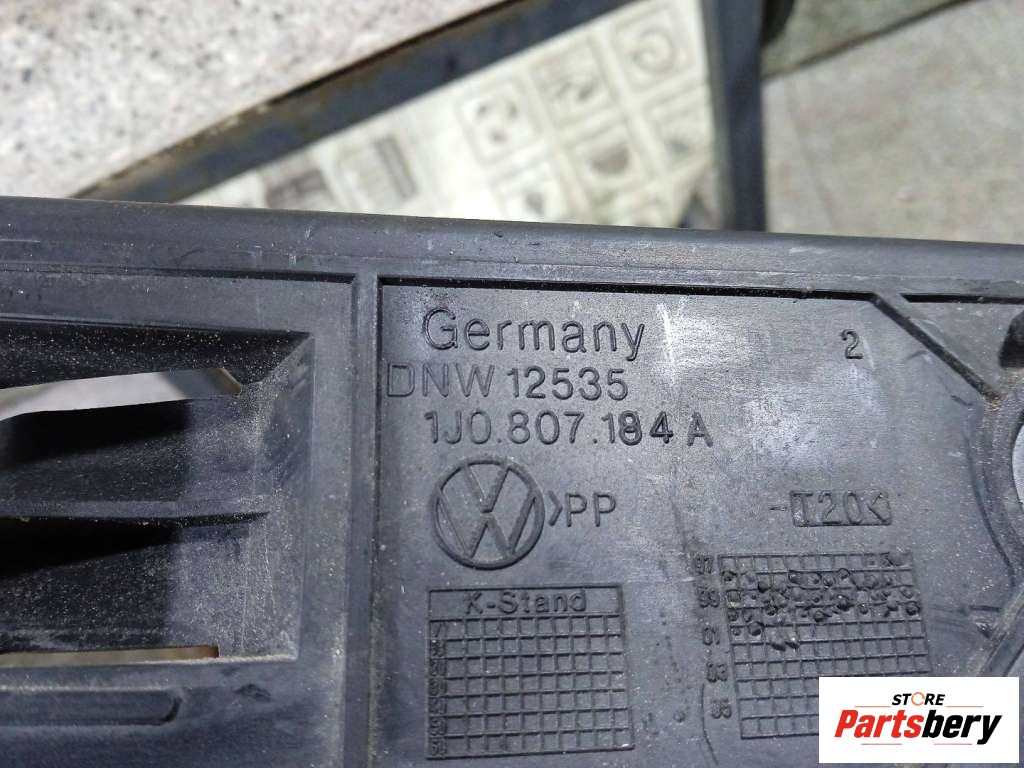 Germany
2
DNW 12535
1J0.807.184 A
>PP
-T20<
K-Stand
97
99
01
03
05
STORE
Partsbery